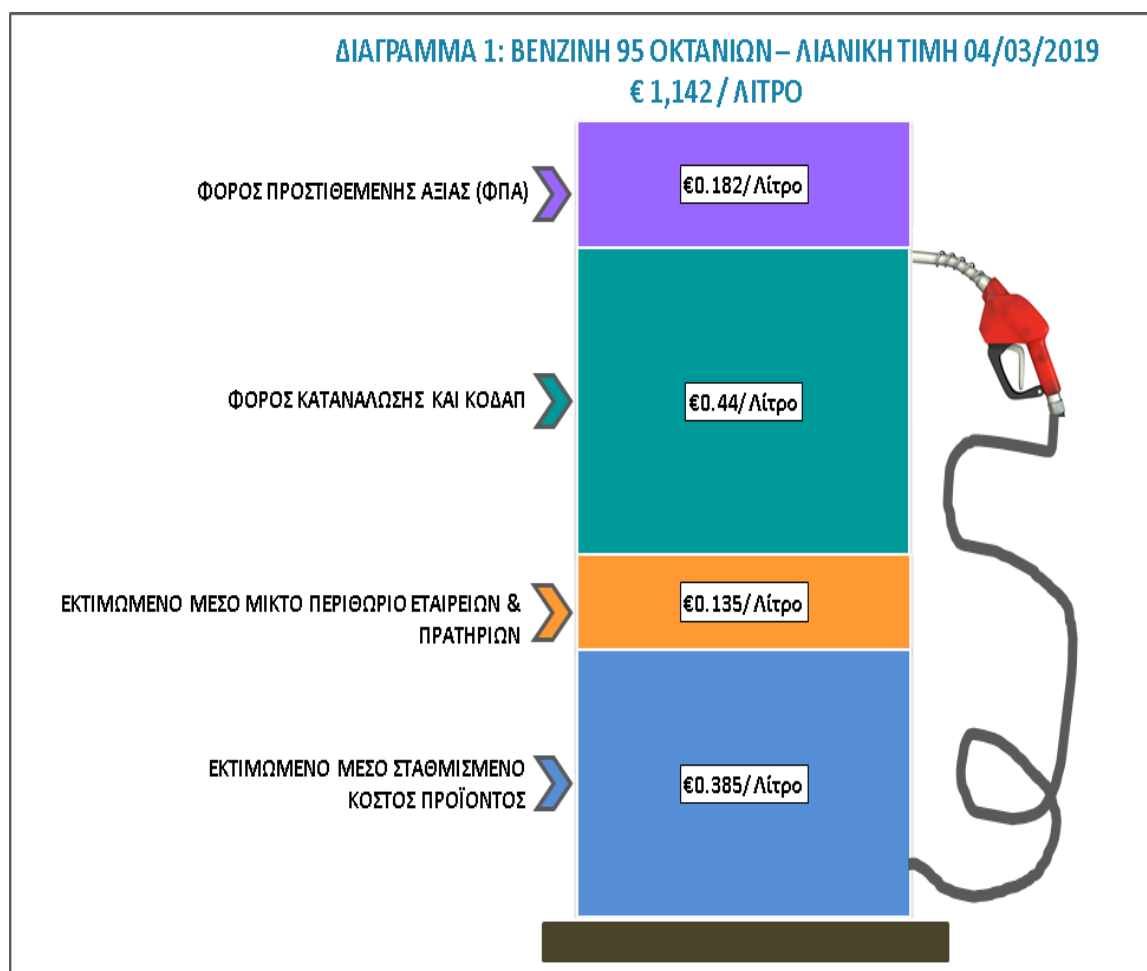 ΔΙΑΓΡΑΜΜΑ 1: ΒΕΝΖΙΝΗ 95 ΟΚΤΑΝΙΩΝ – ΛΙΑΝΙΚΗ ΤΙΜΗ 04/03/2019
€ 1,142 / ΛΙΤΡΟ
ΦΟΡΟΣ ΠΡΟΣΤΙΘΕΜΕΝΗΣ ΑΞΙΑΣ (ΦΠΑ)
€0.182/ Λίτρο
ΦΟΡΟΣ ΚΑΤΑΝΑΛΩΣΗΣ ΚΑΙ ΚΟΔΑΠ
€0.44/ Λίτρο
ΕΚΤΙΜΩΜΕΝΟ ΜΕΣΟ ΜΙΚΤΟ ΠΕΡΙΘΩΡΙΟ ΕΤΑΙΡΕΙΩΝ &
ΠΡΑΤΗΡΙΩΝ
€0.135/ Λίτρο
ΕΚΤΙΜΩΜΕΝΟ ΜΕΣΟ ΣΤΑΘΜΙΣΜΕΝΟ
ΚΟΣΤΟΣ ΠΡΟΪΟΝΤΟΣ
€0.385/ Λίτρο